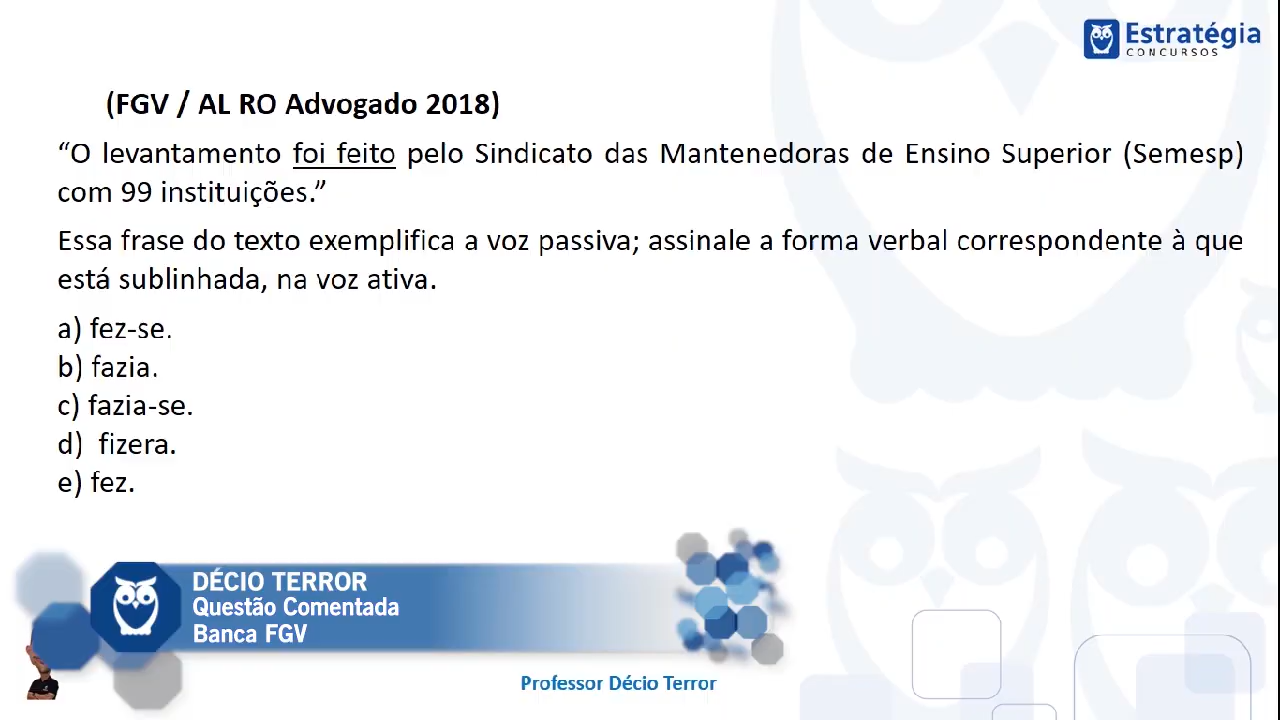 Estratégia
CONCURSOS
(FGV / AL RO Advogado 2018)
“O levantamento foi feito pelo Sindicato das Mantenedoras de Ensino Superior (Semesp)
com 99 instituições.”
Essa frase do texto exemplifica a voz passiva; assinale a forma verbal correspondente à que
está sublinhada, na voz ativa.
a) fez-se.
b) fazia.
c) fazia-se.
d) fizera.
e) fez.
DÉCIO TERROR
Questão Comentada
Banca FGV
Professor Décio Terror